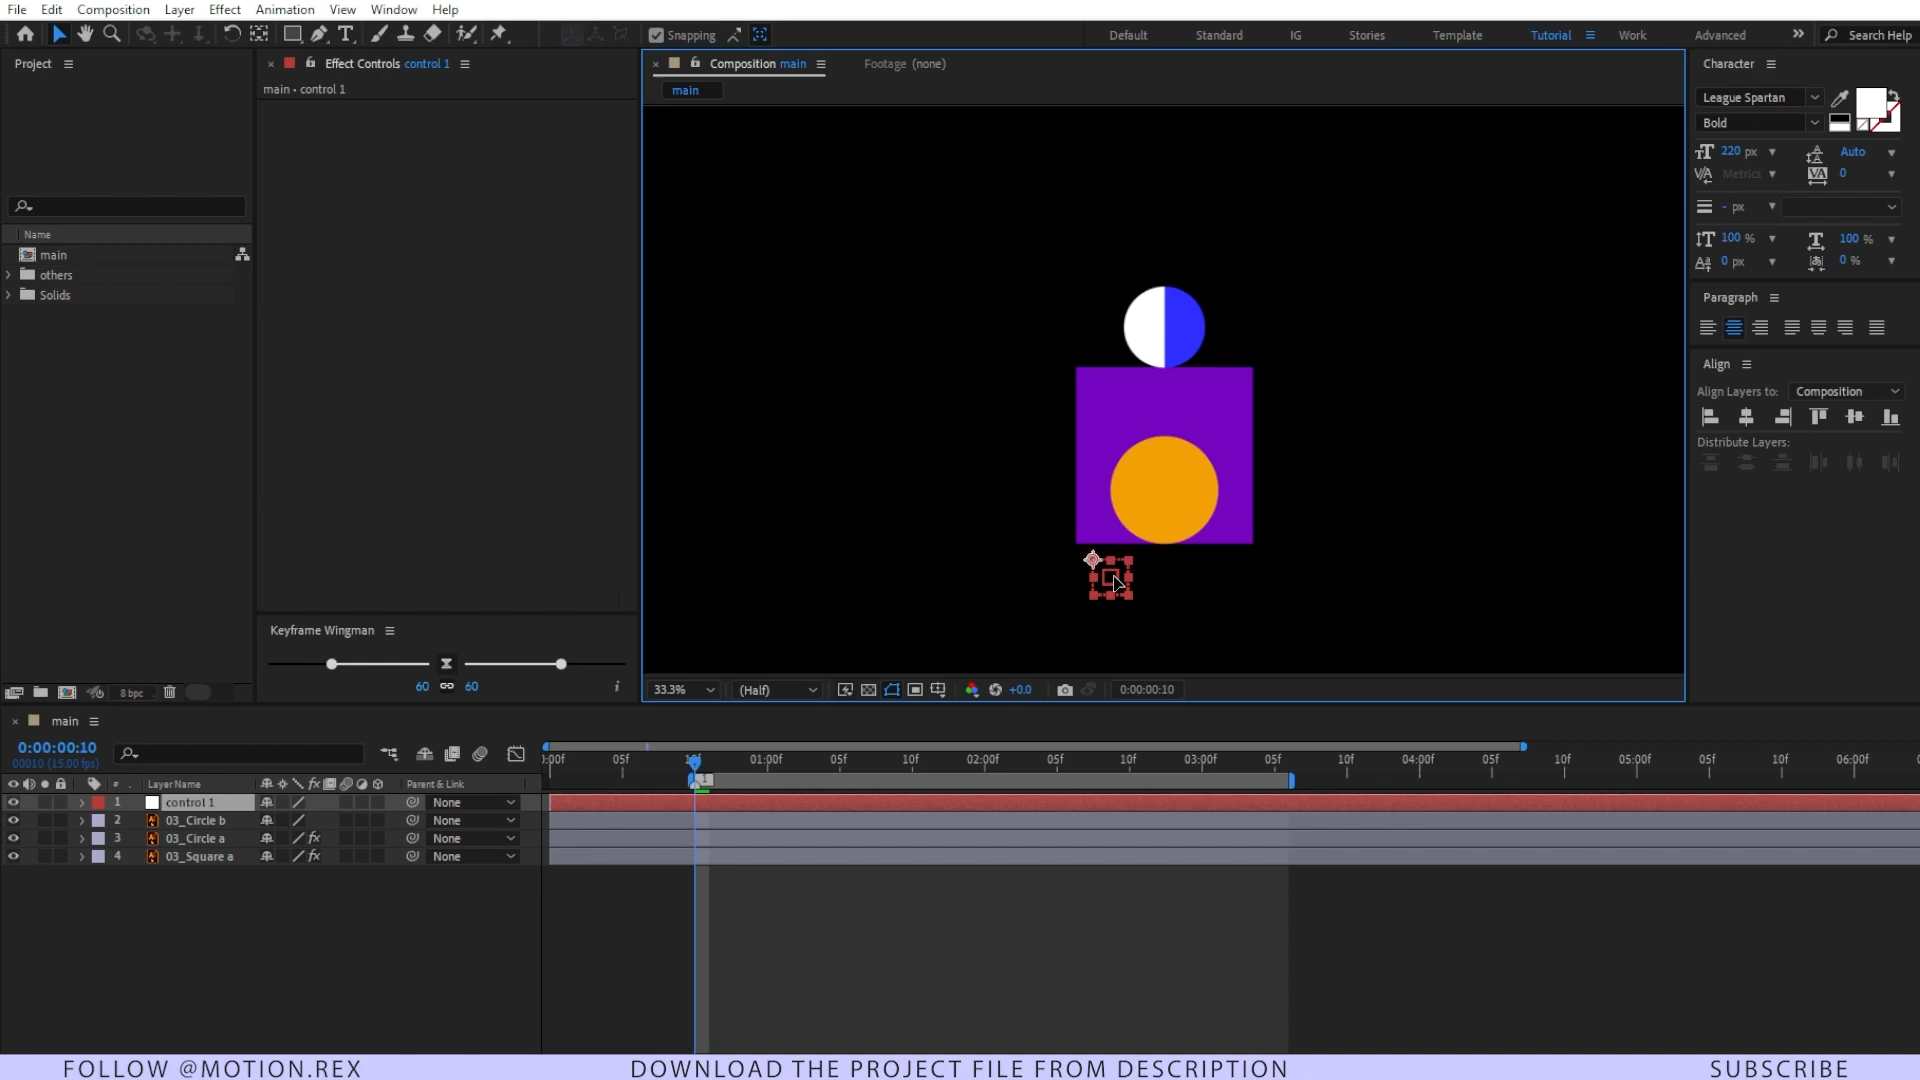 File Edit Composition Layer Effect Animation View Window Help
Snapping Default Standard IG Stories Template Tutorial Work Advanced Search Help
Project
Effect Controls control 1
main • control 1
Composition main
Footage (none)
main
Name
main
others
Solids
8 bpc
Keyframe Wingman
60 60
33.3% (Half) +0.0 0:00:00:10
Character
League Spartan
Bold
220 px Auto
Metrics 0
- px
100 % 100 %
0 px 0 %
Paragraph
Align
Align Layers to: Composition
Distribute Layers:
main
0:00:00:10
00010 (15.00 fps)
# Layer Name Parent & Link
1 control 1 None
2 03_Circle b None
3 03_Circle a None
4 03_Square a None
05f 01:00f 05f 10f 02:00f 05f 10f 03:00f 05f 10f 04:00f 05f 10f 05:00f 05f 10f 06:00f
1
FOLLOW @MOTION.REX DOWNLOAD THE PROJECT FILE FROM DESCRIPTION SUBSCRIBE